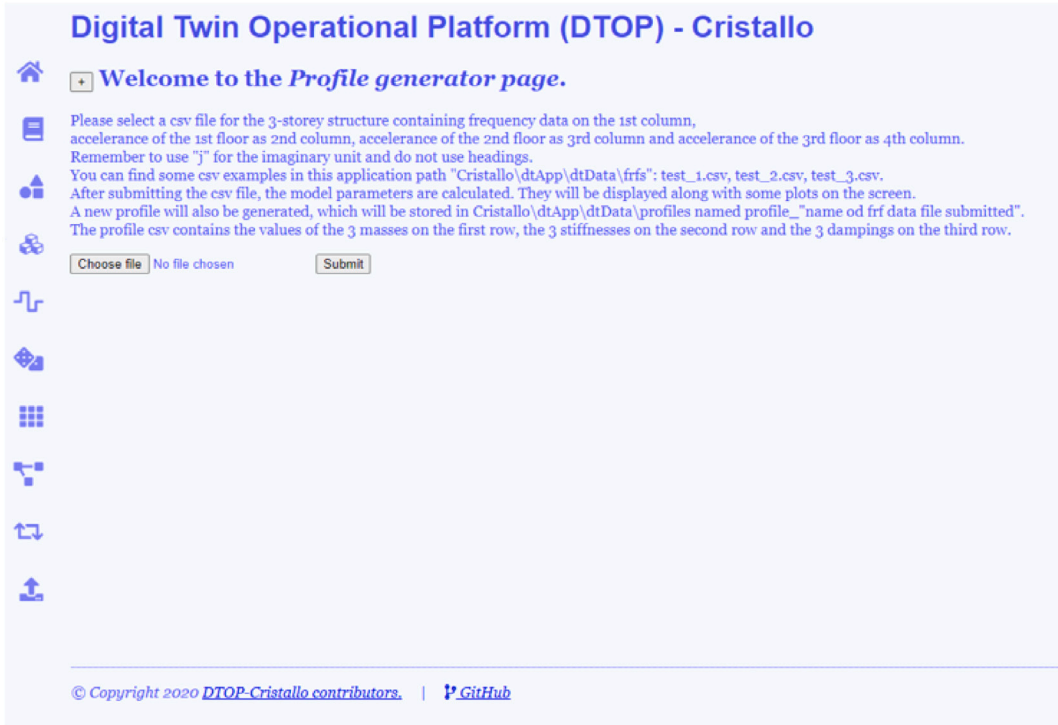 Digital Twin Operational Platform (DTOP) - Cristallo
+ Welcome to the Profile generator page.
Please select a csv file for the 3-storey structure containing frequency data on the 1st column,
accelerance of the 1st floor as 2nd column, accelerance of the 2nd floor as 3rd column and accelerance of the 3rd floor as 4th column.
Remember to use "j" for the imaginary unit and do not use headings.
You can find some csv examples in this application path "Cristallo\dtApp\dtData\frfs": test_1.csv, test_2.csv, test_3.csv.
After submitting the csv file, the model parameters are calculated. They will be displayed along with some plots on the screen.
A new profile will also be generated, which will be stored in Cristallo\dtApp\dtData\profiles named profile_"name od frf data file submitted".
The profile csv contains the values of the 3 masses on the first row, the 3 stiffnesses on the second row and the 3 dampings on the third row.
Choose file No file chosen Submit
© Copyright 2020 DTOP-Cristallo contributors. | GitHub